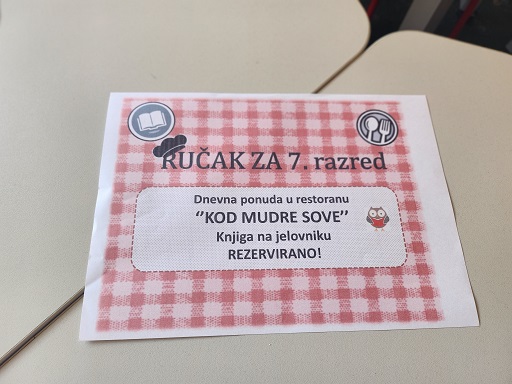 RUČAK ZA 7. razred
Dnevna ponuda u restoranu
‘’KOD MUDRE SOVE’’
Knjiga na jelovniku
REZERVIRANO!